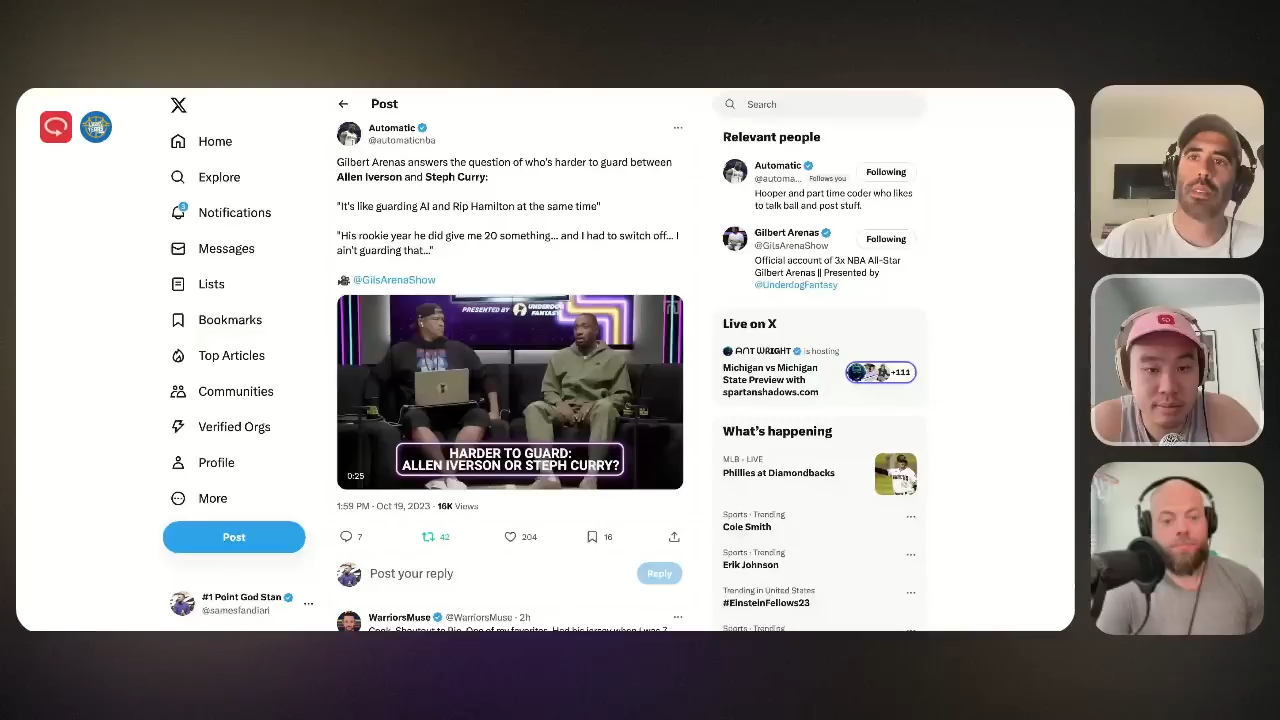 Home
Explore
3
Notifications
Messages
Lists
Bookmarks
Top Articles
Communities
Verified Orgs
Profile
More
Post
#1 Point God Stan
@samesfandiari
Post
Automatic
@automaticnba
Gilbert Arenas answers the question of who's harder to guard between
Allen Iverson and Steph Curry:
"It's like guarding AI and Rip Hamilton at the same time"
"His rookie year he did give me 20 something... and I had to switch off... I
ain't guarding that..."
@GilsArenaShow
PRESENTED BY UNDERDOG
FANTASY
HARDER TO GUARD:
ALLEN IVERSON OR STEPH CURRY?
0:25
1:59 PM · Oct 19, 2023 · 16K Views
7 42 204 16
Post your reply
Reply
WarriorsMuse @WarriorsMuse · 2h
Search
Relevant people
Automatic
@automa... Follows you
Following
Hooper and part time coder who likes
to talk ball and post stuff.
Gilbert Arenas
@GilsArenaShow
Following
Official account of 3x NBA All-Star
Gilbert Arenas || Presented by
@UnderdogFantasy
Live on X
ANT WRIGHT is hosting
Michigan vs Michigan
State Preview with
spartanshadows.com
+111
What's happening
MLB · LIVE
Phillies at Diamondbacks
Sports · Trending
Cole Smith
Sports · Trending
Erik Johnson
Trending in United States
#EinsteinFellows23
Sports · Trending